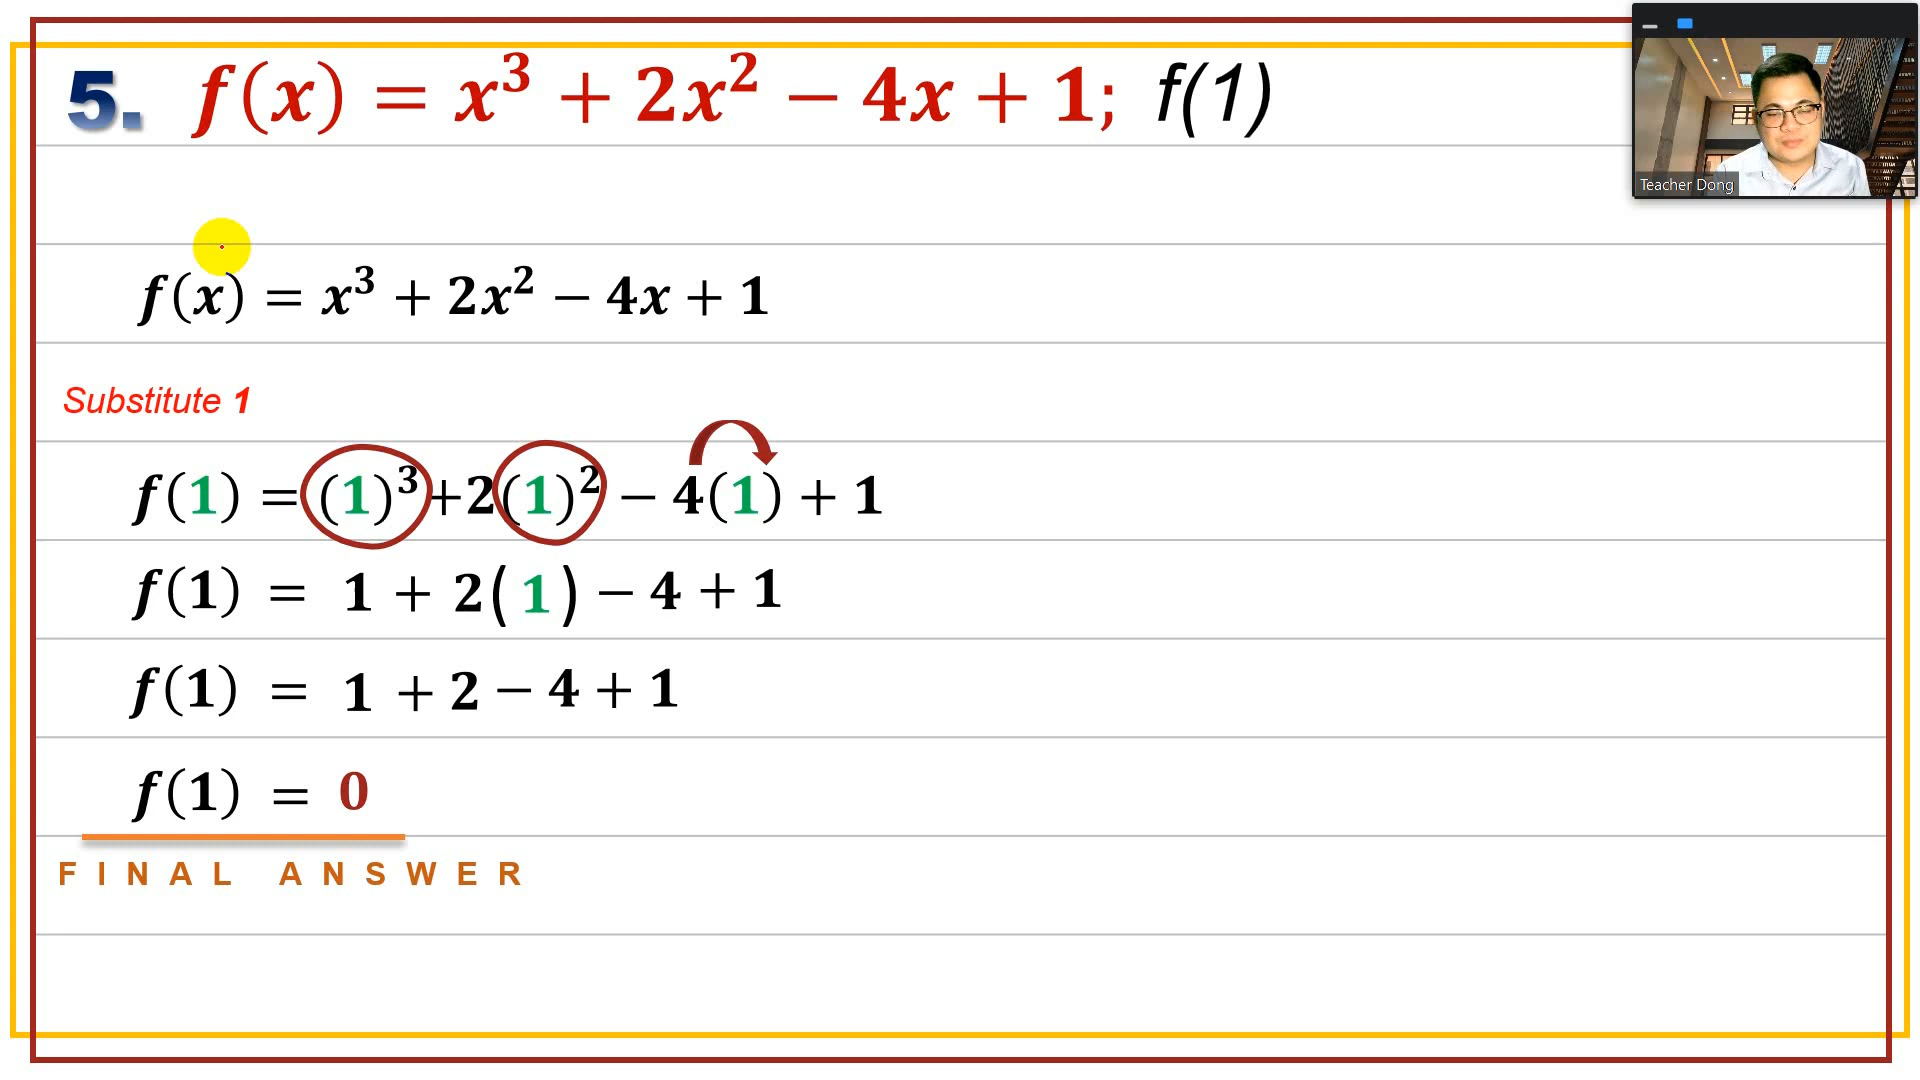 5. f(x) = x³ + 2x² − 4x + 1; f(1)
Teacher Dong
f(x) = x³ + 2x² − 4x + 1
Substitute 1
f(1) = (1)³+2(1)² − 4(1) + 1
f(1) = 1 + 2( 1 ) − 4 + 1
f(1) = 1 + 2 − 4 + 1
f(1) = 0
FINAL ANSWER